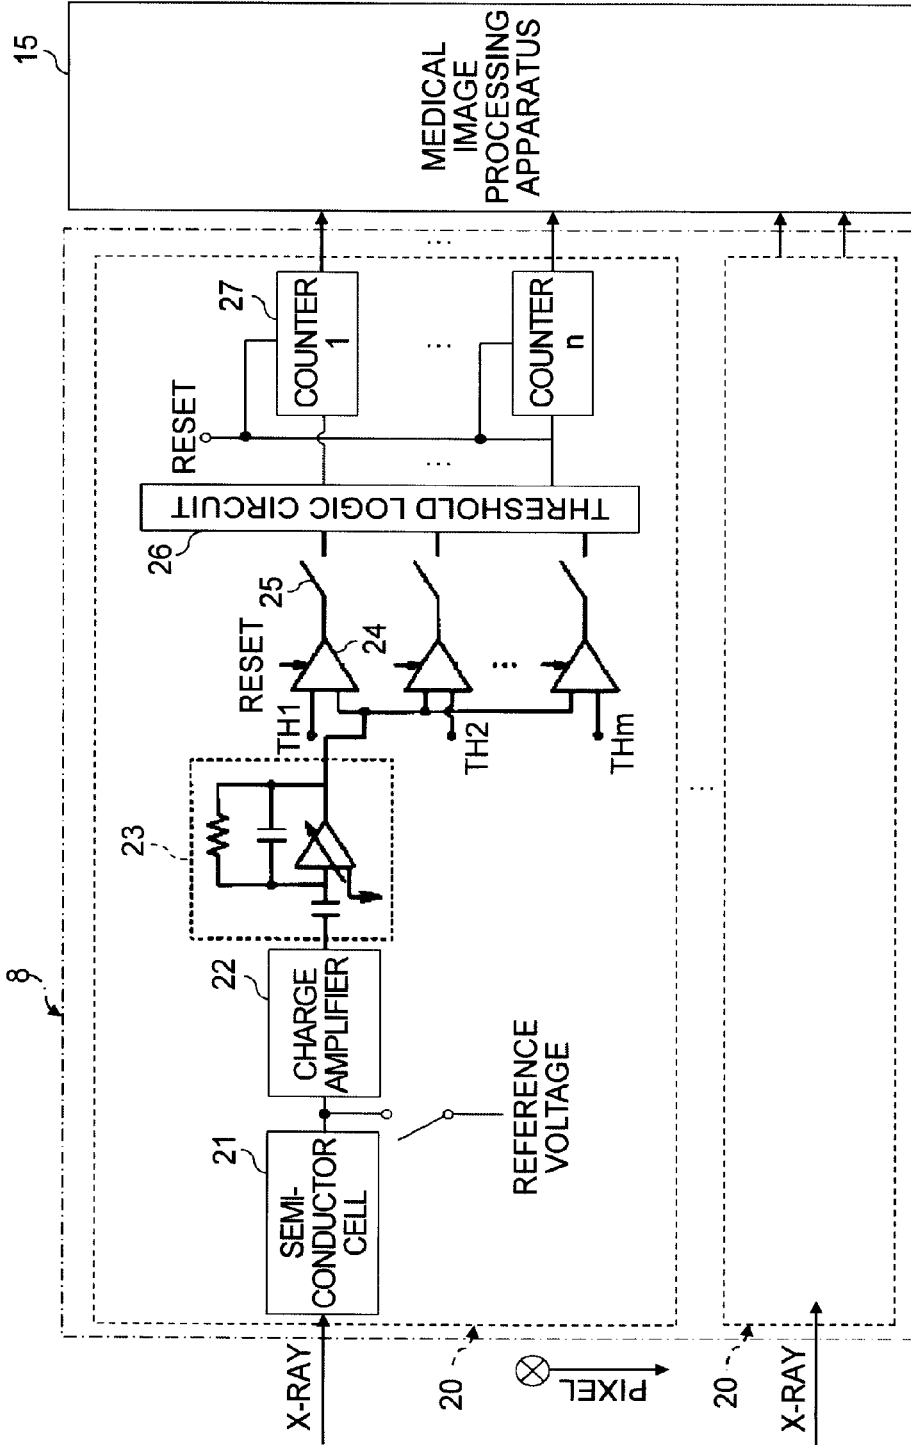 8
15
MEDICAL
IMAGE
PROCESSING
APPARATUS
X-RAY
20
21
SEMI-
CONDUCTOR
CELL
REFERENCE
VOLTAGE
22
CHARGE
AMPLIFIER
23
TH1
TH2
THm
RESET
24
...
25
26
THRESHOLD LOGIC CIRCUIT
RESET
...
27
COUNTER
1
...
COUNTER
n
...
...
PIXEL
X-RAY
20